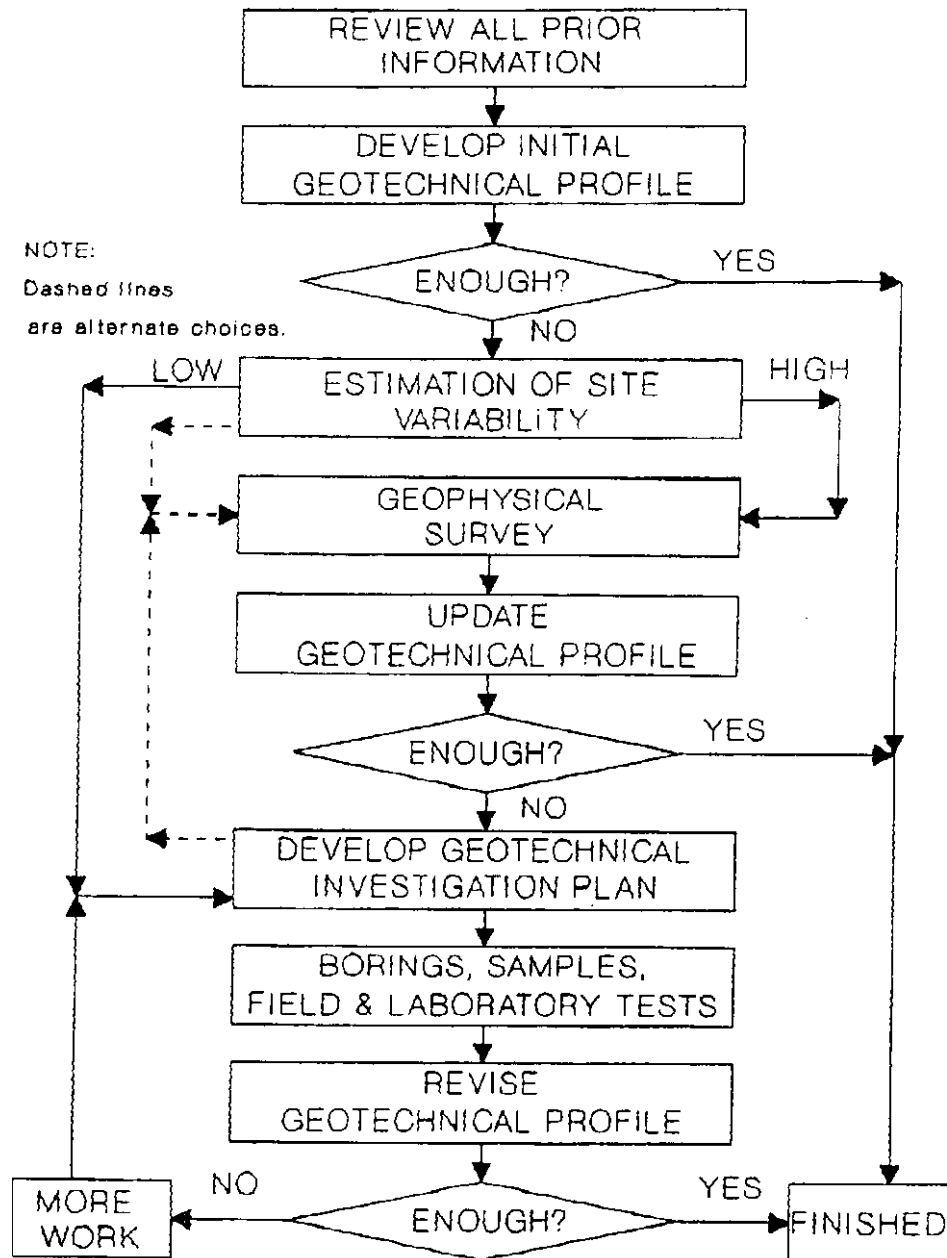 REVIEW ALL PRIOR
INFORMATION
DEVELOP INITIAL
GEOTECHNICAL PROFILE
NOTE:
Dashed lines
are alternate choices.
ENOUGH?
YES
NO
LOW
ESTIMATION OF SITE
VARIABILITY
HIGH
GEOPHYSICAL
SURVEY
UPDATE
GEOTECHNICAL PROFILE
ENOUGH?
YES
NO
DEVELOP GEOTECHNICAL
INVESTIGATION PLAN
BORINGS, SAMPLES,
FIELD & LABORATORY TESTS
REVISE
GEOTECHNICAL PROFILE
MORE
WORK
NO
ENOUGH?
YES
FINISHED